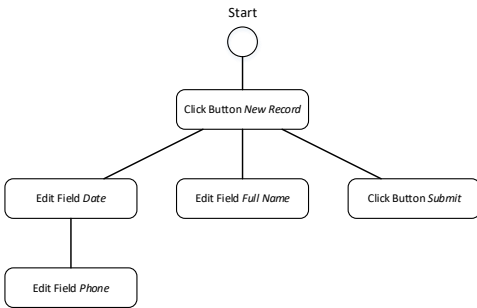 Start
Click Button New Record
Edit Field Date
Edit Field Full Name
Click Button Submit
Edit Field Phone